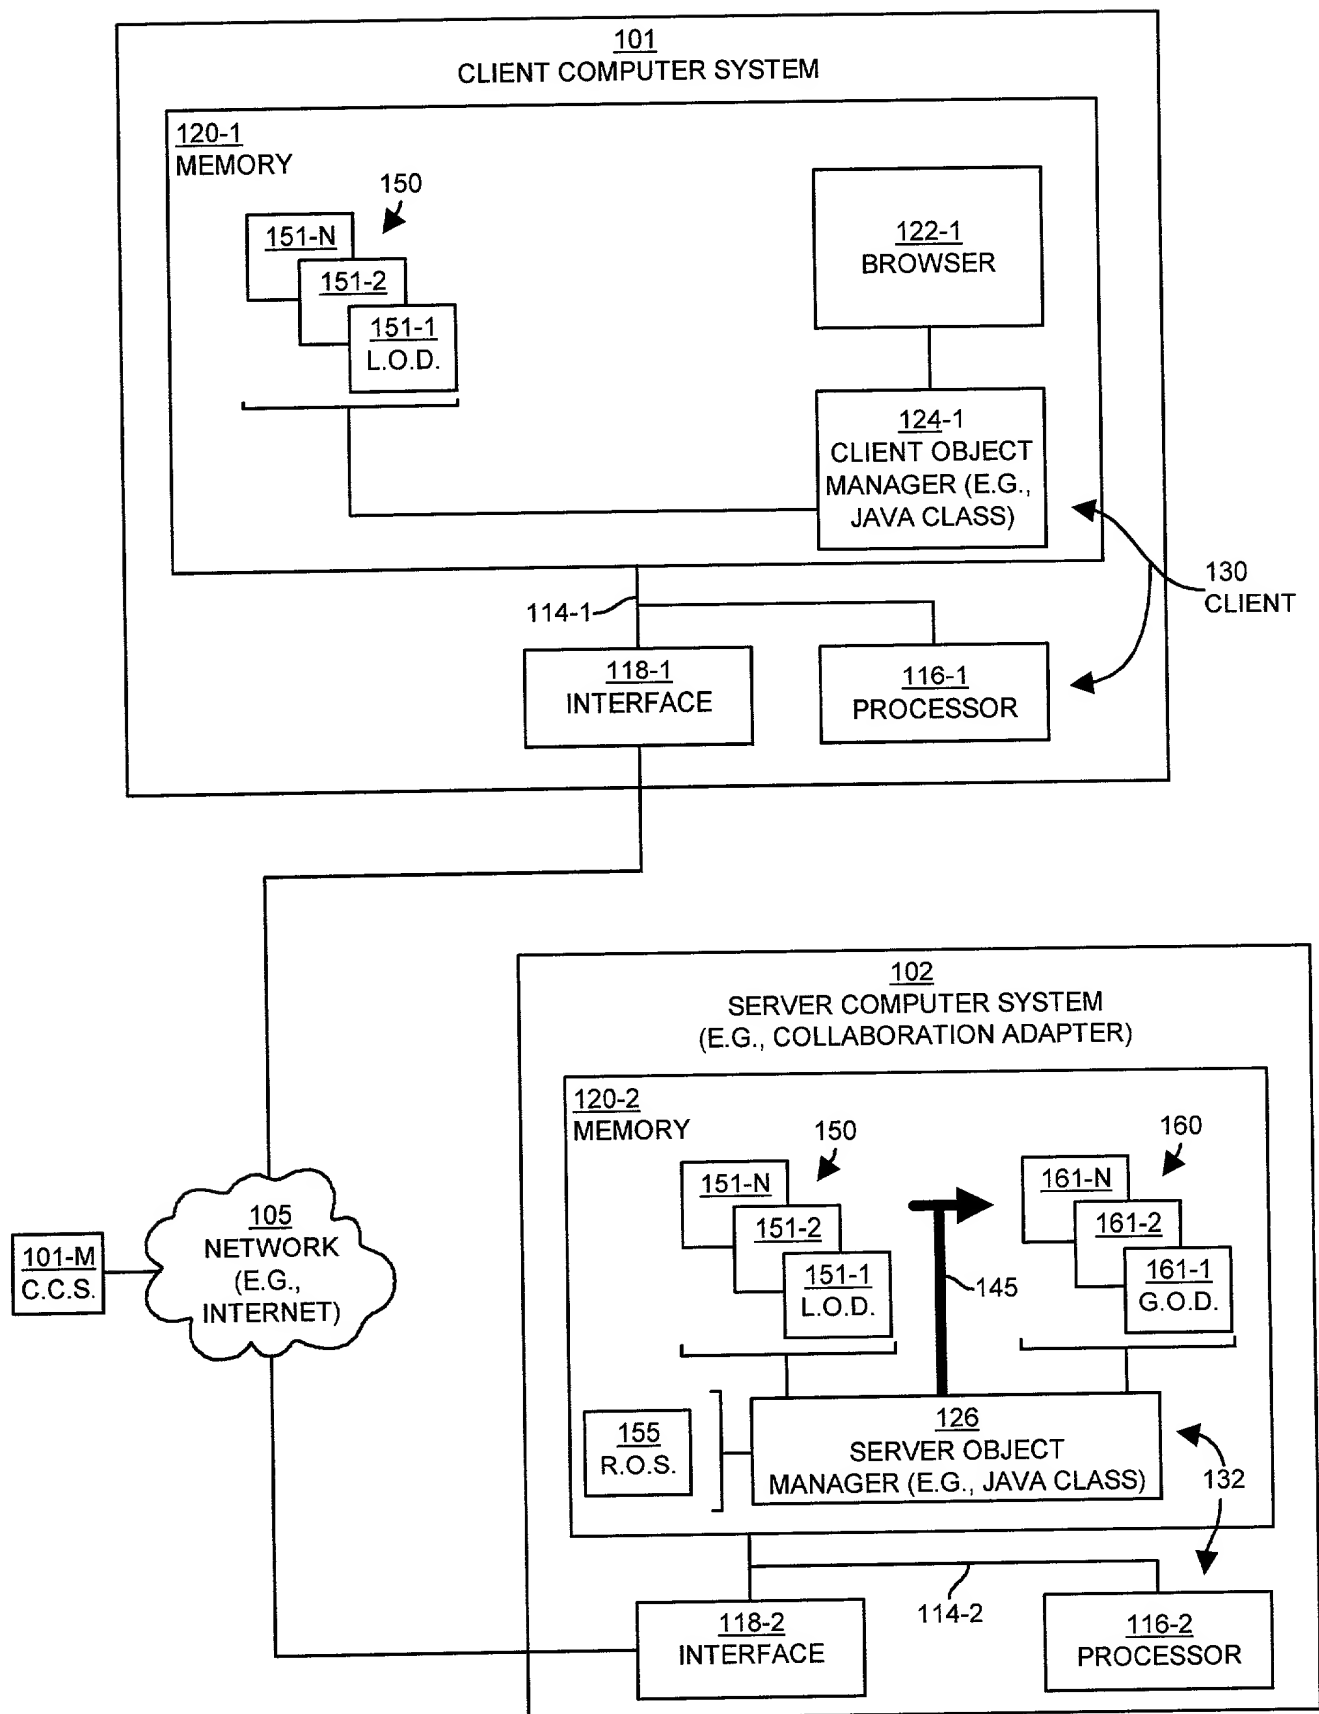 101
CLIENT COMPUTER SYSTEM
120-1
MEMORY
150
151-N
151-2
151-1
L.O.D.
122-1
BROWSER
124-1
CLIENT OBJECT
MANAGER (E.G.,
JAVA CLASS)
130
CLIENT
114-1
118-1
INTERFACE
116-1
PROCESSOR
102
SERVER COMPUTER SYSTEM
(E.G., COLLABORATION ADAPTER)
120-2
MEMORY
150
160
151-N
151-2
151-1
L.O.D.
145
161-N
161-2
161-1
G.O.D.
105
NETWORK
(E.G.,
INTERNET)
101-M
C.C.S.
155
R.O.S.
126
SERVER OBJECT
MANAGER (E.G., JAVA CLASS)
132
114-2
118-2
INTERFACE
116-2
PROCESSOR